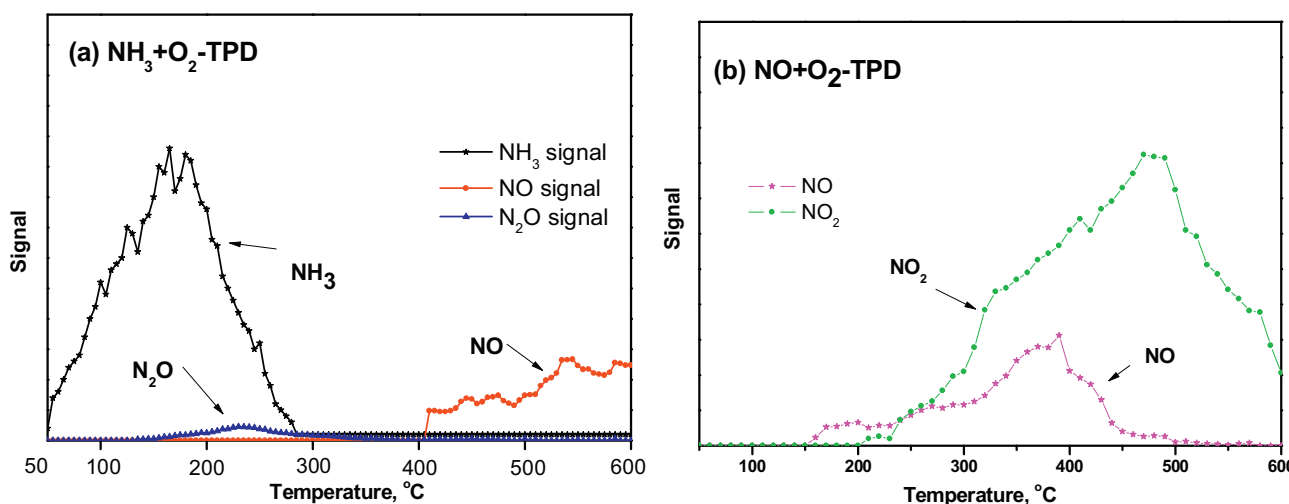 (a) NH₃+O₂-TPD
NH₃ signal
NO signal
N₂O signal
NH₃
N₂O
NO
Signal
50 100 200 300 400 500 600
Temperature, °C
(b) NO+O₂-TPD
NO
NO₂
NO₂
NO
Signal
50 100 200 300 400 500 600
Temperature, °C